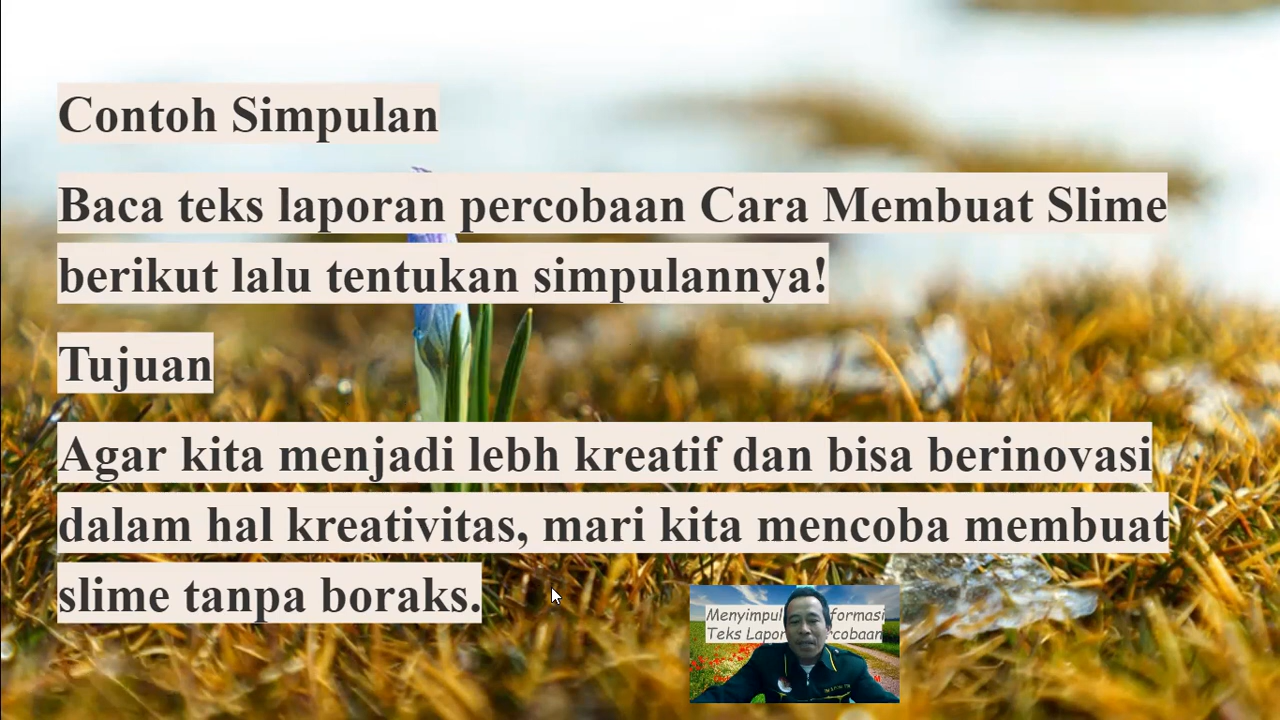 Contoh Simpulan
Baca teks laporan percobaan Cara Membuat Slime
berikut lalu tentukan simpulannya!
Tujuan
Agar kita menjadi lebh kreatif dan bisa berinovasi
dalam hal kreativitas, mari kita mencoba membuat
slime tanpa boraks.